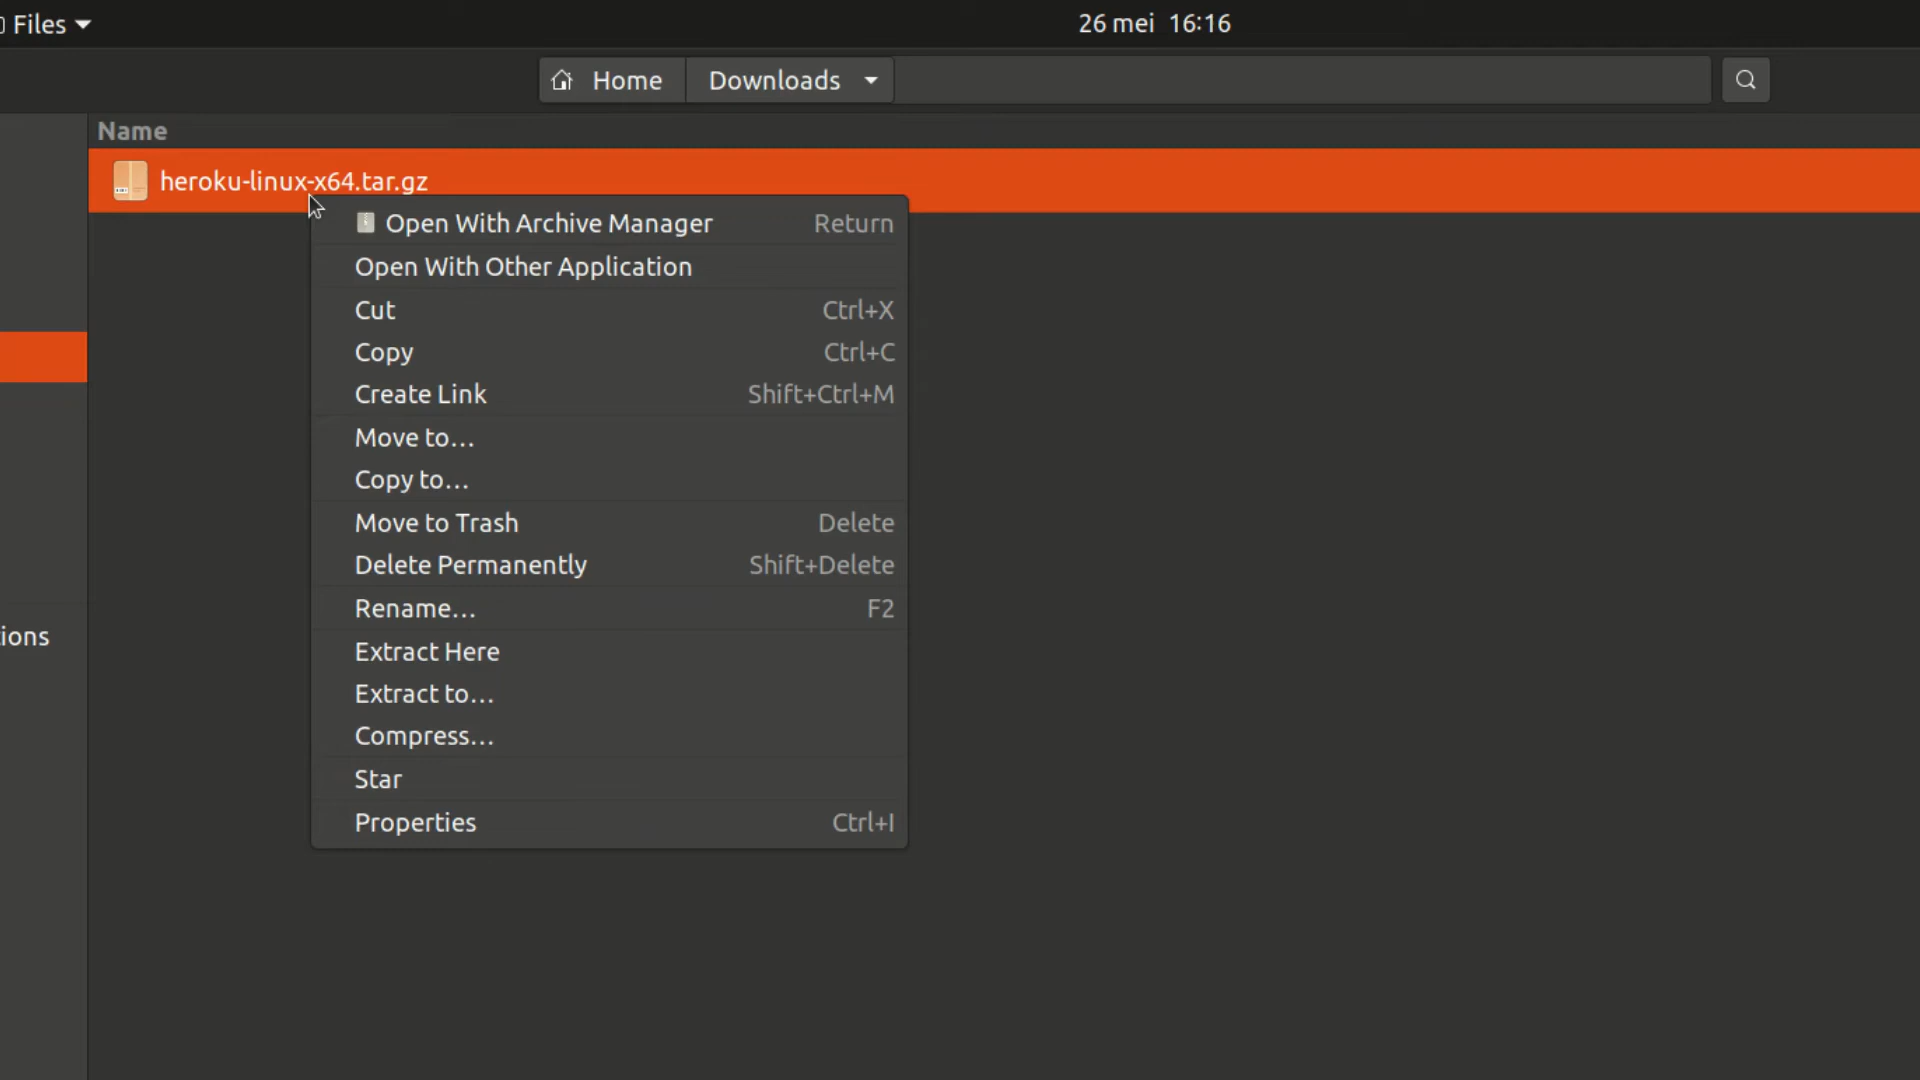 Files
26 mei 16:16
Home
Downloads
Name
heroku-linux-x64.tar.gz
Open With Archive Manager Return
Open With Other Application
Cut Ctrl+X
Copy Ctrl+C
Create Link Shift+Ctrl+M
Move to…
Copy to…
Move to Trash Delete
Delete Permanently Shift+Delete
Rename… F2
tions
Extract Here
Extract to…
Compress…
Star
Properties Ctrl+I